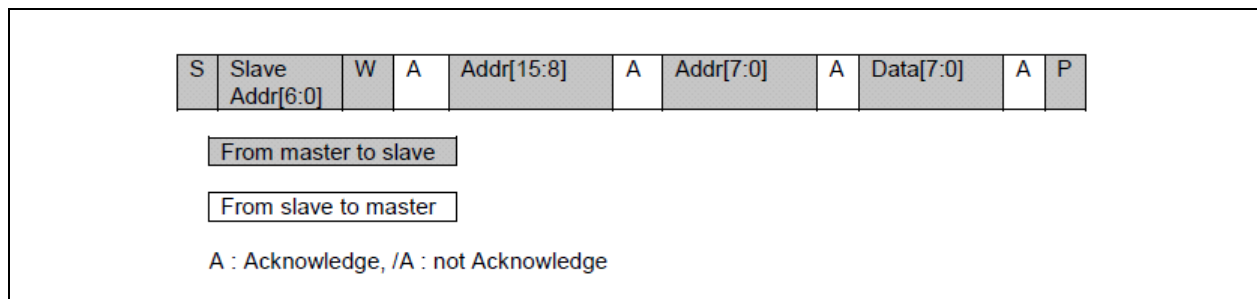 S Slave W A Addr[15:8] A Addr[7:0] A Data[7:0] A P
Addr[6:0]
From master to slave
From slave to master
A : Acknowledge, /A : not Acknowledge